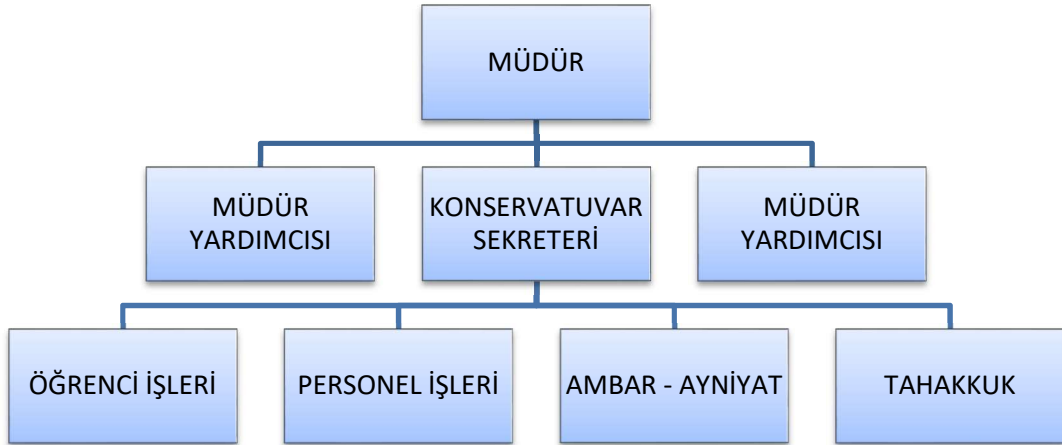 MÜDÜR
MÜDÜR
YARDIMCISI
KONSERVATUVAR
SEKRETERİ
MÜDÜR
YARDIMCISI
ÖĞRENCİ İŞLERİ
PERSONEL İŞLERİ
AMBAR - AYNİYAT
TAHAKKUK